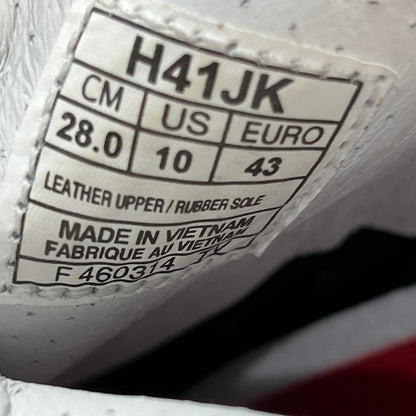 H41JK
CM US EURO
28.0 10 43
LEATHER UPPER / RUBBER SOLE
MADE IN VIETNAM
FABRIQUE AU VIETNAM
F 460314